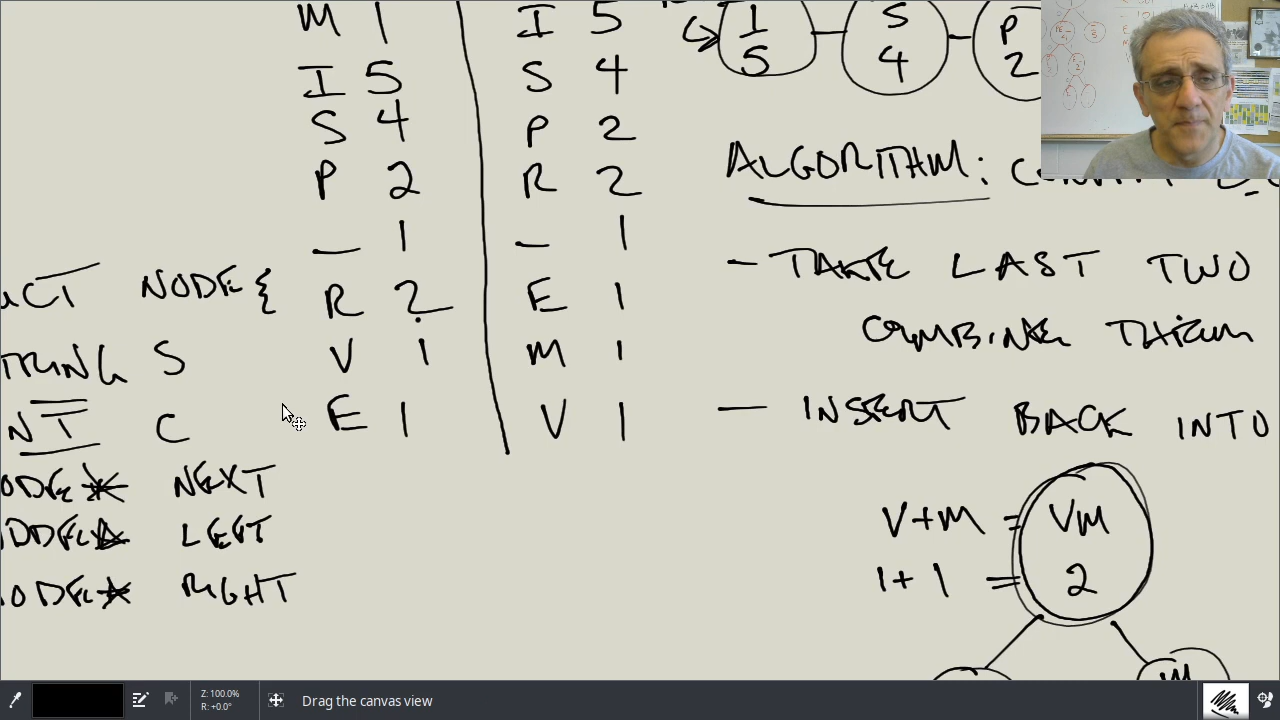 M 1
I 5
S 4
P 2
_ 1
R 2
V 1
E 1
I 5
S 4
P 2
R 2
_ 1
E 1
M 1
V 1
I
5
S
4
P
2
ALGORITHM:
- TAKE LAST TWO
COMBINE THEM
- INSERT BACK INTO
V+M = VM
1+1 = 2
M
UCT NODE {
TRING S
NT C
ODE* NEXT
ODE* LEFT
ODE* RIGHT
Z: 100.0%
R: +0.0°
Drag the canvas view